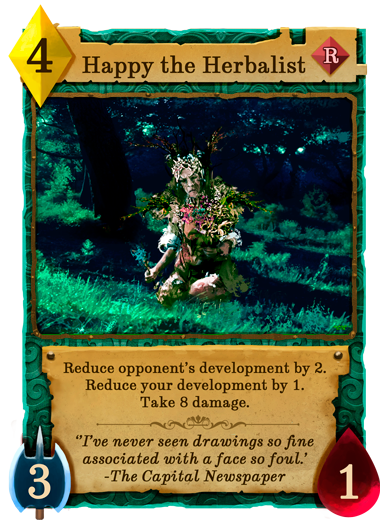 4
Happy the Herbalist
R
Reduce opponent's development by 2.
Reduce your development by 1.
Take 8 damage.
"I've never seen drawings so fine
associated with a face so foul.'
-The Capital Newspaper
3
1